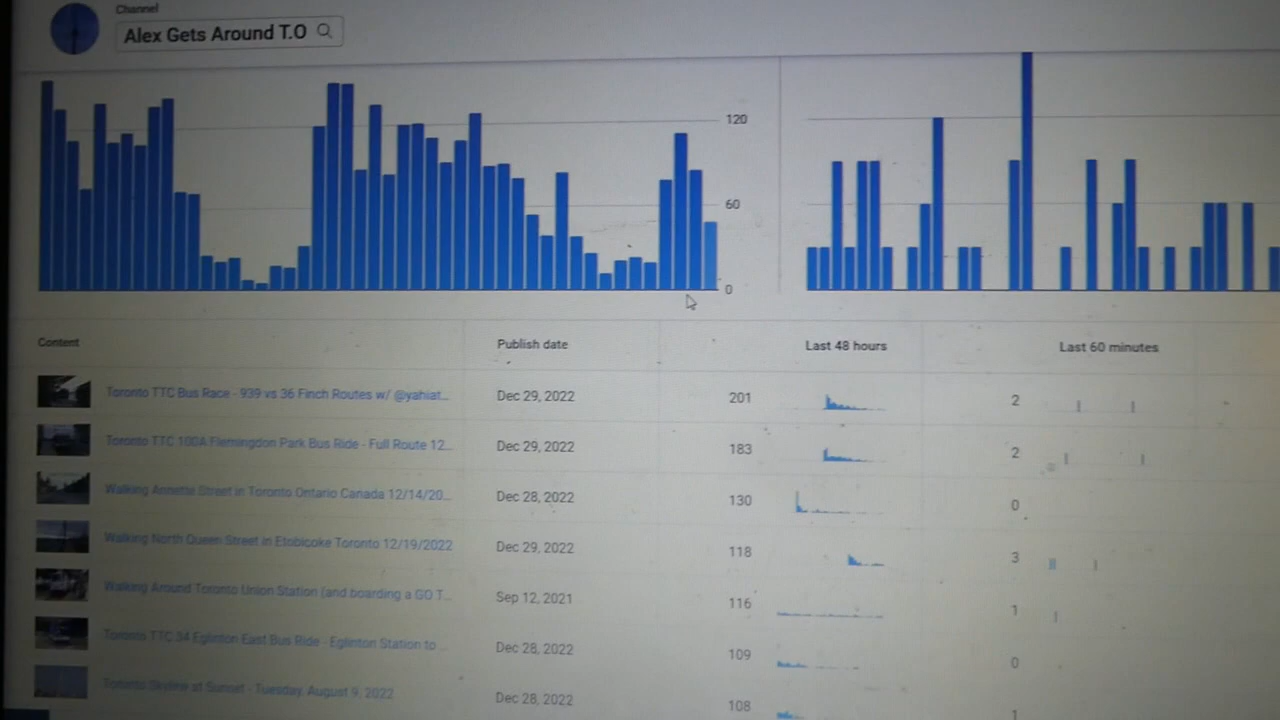 Channel
Alex Gets Around T.O
120
60
0
Content Publish date Last 48 hours Last 60 minutes
Toronto TTC Bus Race - 939 vs 36 Finch Routes w/ @yahiat... Dec 29, 2022 201 2
Toronto TTC 100A Flemingdon Park Bus Ride - Full Route 12... Dec 29, 2022 183 2
Walking Annette Street in Toronto Ontario Canada 12/14/20... Dec 28, 2022 130 0
Walking North Queen Street in Etobicoke Toronto 12/19/2022 Dec 29, 2022 118 3
Walking Around Toronto Union Station (and boarding a GO T... Sep 12, 2021 116 1
Toronto TTC 34 Eglinton East Bus Ride - Eglinton Station to ... Dec 28, 2022 109 0
Toronto Skyline at Sunset - Tuesday, August 9, 2022 Dec 28, 2022 108 1